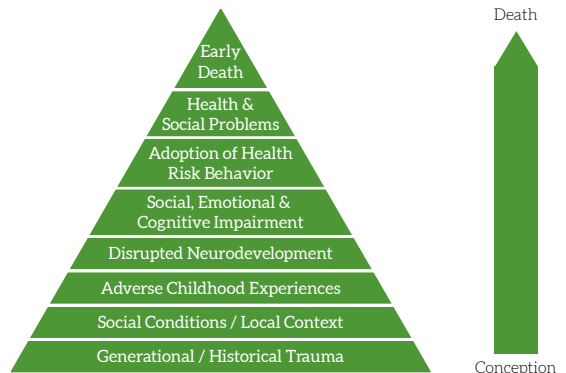 Death
Early
Death
Health &
Social Problems
Adoption of Health
Risk Behavior
Social, Emotional &
Cognitive Impairment
Disrupted Neurodevelopment
Adverse Childhood Experiences
Social Conditions / Local Context
Generational / Historical Trauma
Conception